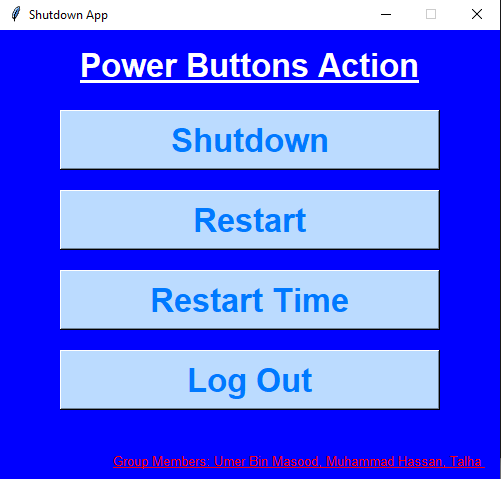 Shutdown App
Power Buttons Action
Shutdown
Restart
Restart Time
Log Out
Group Members: Umer Bin Masood, Muhammad Hassan, Talha